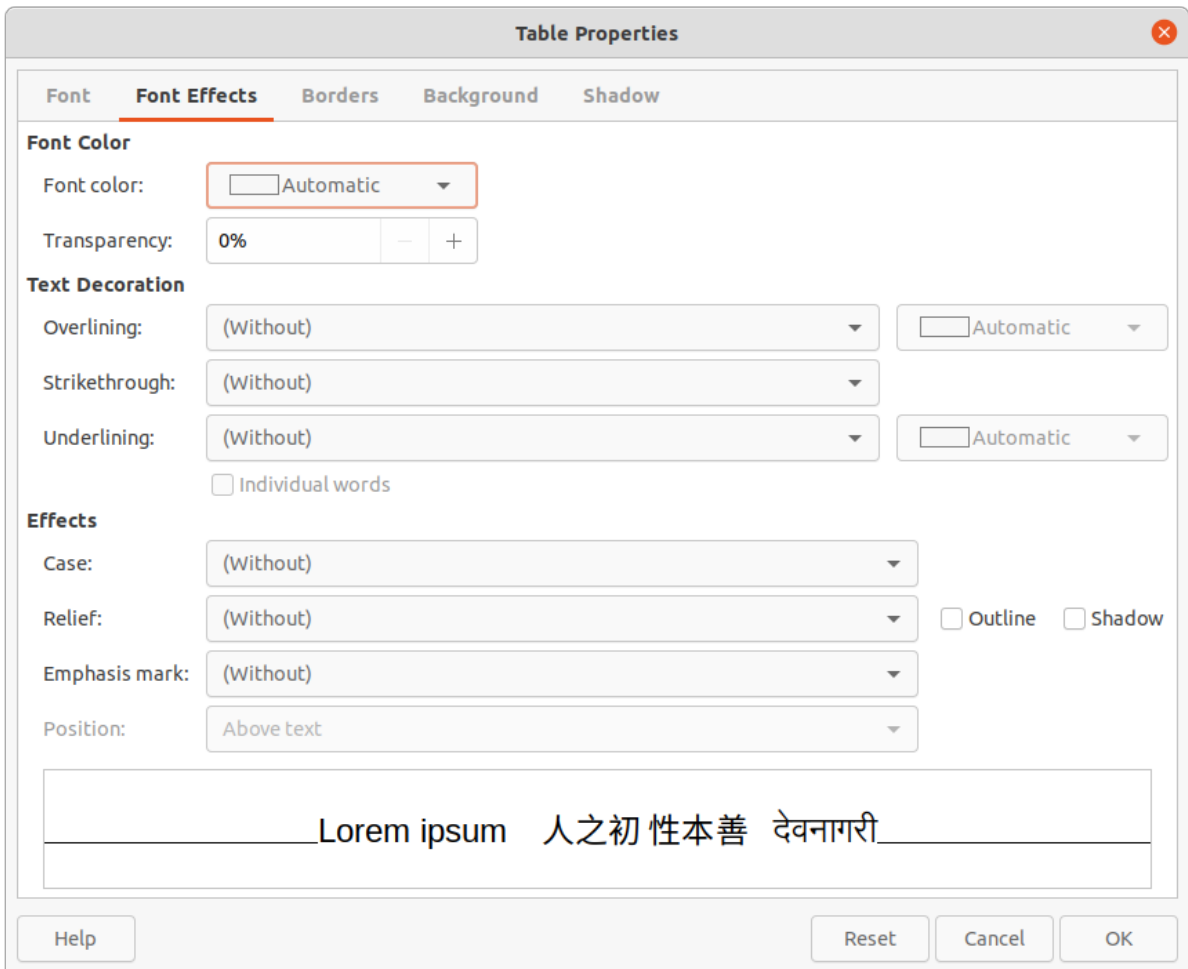 Table Properties
Font Font Effects Borders Background Shadow
Font Color
Font color: Automatic
Transparency: 0%
Text Decoration
Overlining: (Without) Automatic
Strikethrough: (Without)
Underlining: (Without) Automatic
Individual words
Effects
Case: (Without)
Relief: (Without) Outline Shadow
Emphasis mark: (Without)
Position: Above text
Lorem ipsum 人之初 性本善 देवनागरी
Help Reset Cancel OK